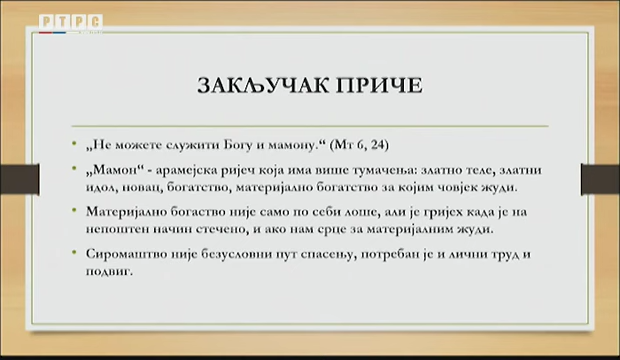 РТРС
ЗАКЉУЧАК ПРИЧЕ
• „Не можете служити Богу и мамону.“ (Мт 6, 24)
• „Мамон“ - арамејска ријеч која има више тумачења: златно теле, златни
идол, новац, богатство, материјално богатство за којим човјек жуди.
• Материјално богаство није само по себи лоше, али је гријех када је на
непоштен начин стечено, и ако нам срце за материјалним жуди.
• Сиромаштво није безусловни пут спасењу, потребан је и лични труд и
подвиг.